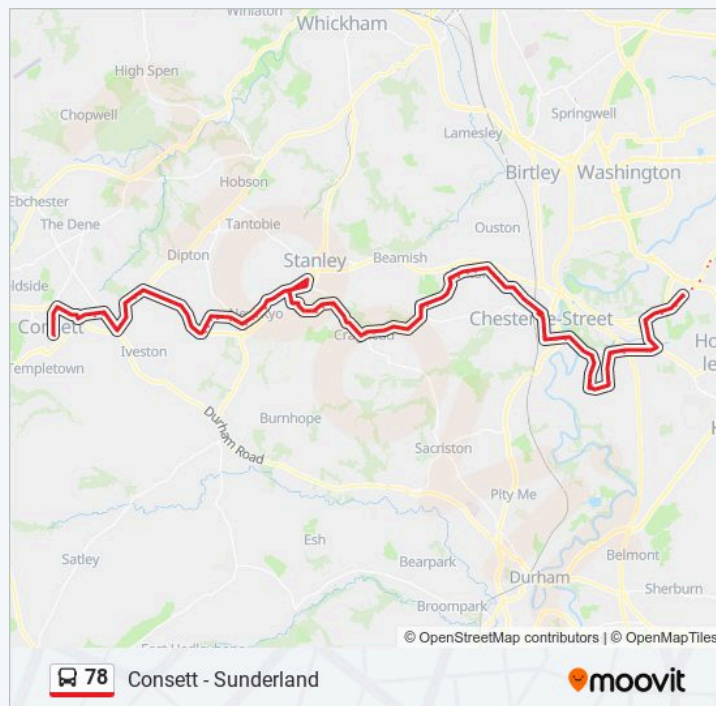 Winlaton
Whickham
High Spen
Chopwell
Springwell
Lamesley
Birtley
Washington
Hobson
Ebchester
The Dene
Tantobie
Ouston
Dipton
Stanley
Beamish
Consett
Chester-le-Street
Iveston
Templetown
Burnhope
Durham Road
Sacriston
Pity Me
Esh
Satley
Bearpark
Belmont
Durham
Sherburn
Broompark
© OpenStreetMap contributors | © OpenMapTiles
78 Consett - Sunderland
moovit